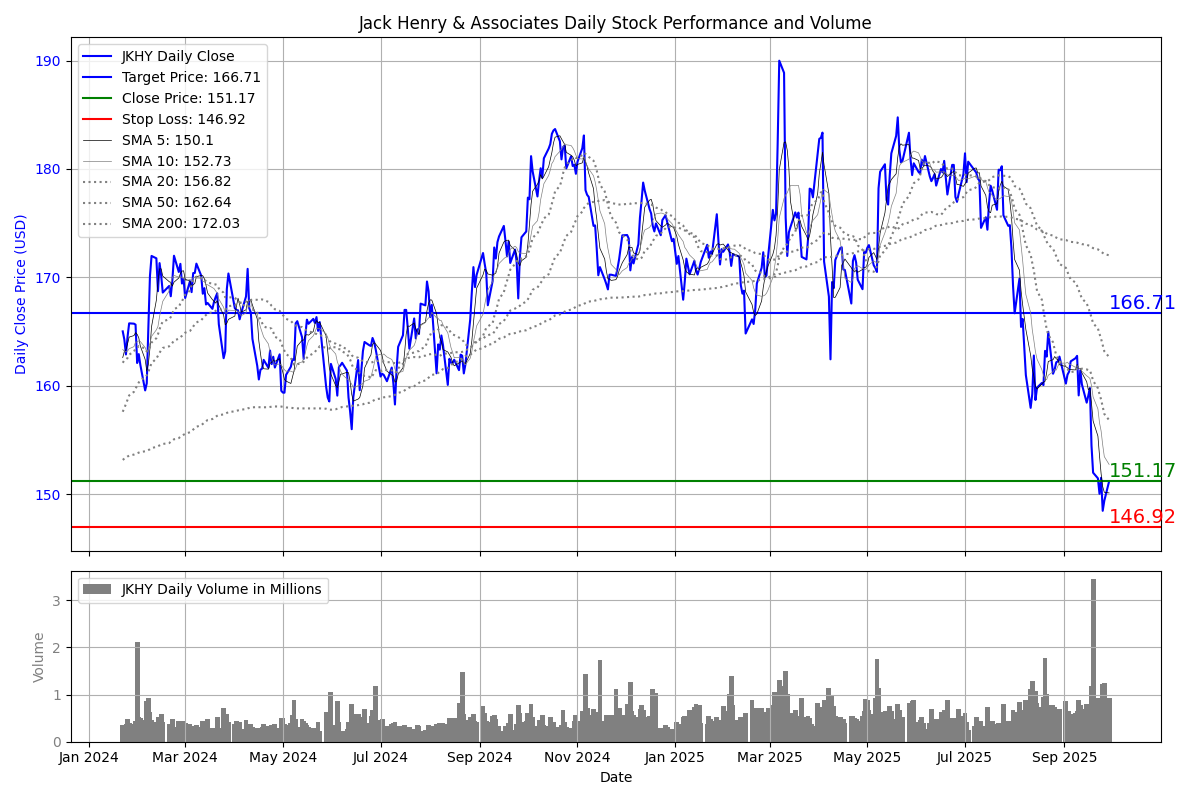 Jack Henry & Associates Daily Stock Performance and Volume
JKHY Daily Close
Target Price: 166.71
Close Price: 151.17
Stop Loss: 146.92
SMA 5: 150.1
SMA 10: 152.73
SMA 20: 156.82
SMA 50: 162.64
SMA 200: 172.03
Daily Close Price (USD)
190
180
170
160
150
166.71
151.17
146.92
JKHY Daily Volume in Millions
Volume
3
2
1
0
Jan 2024 Mar 2024 May 2024 Jul 2024 Sep 2024 Nov 2024 Jan 2025 Mar 2025 May 2025 Jul 2025 Sep 2025
Date